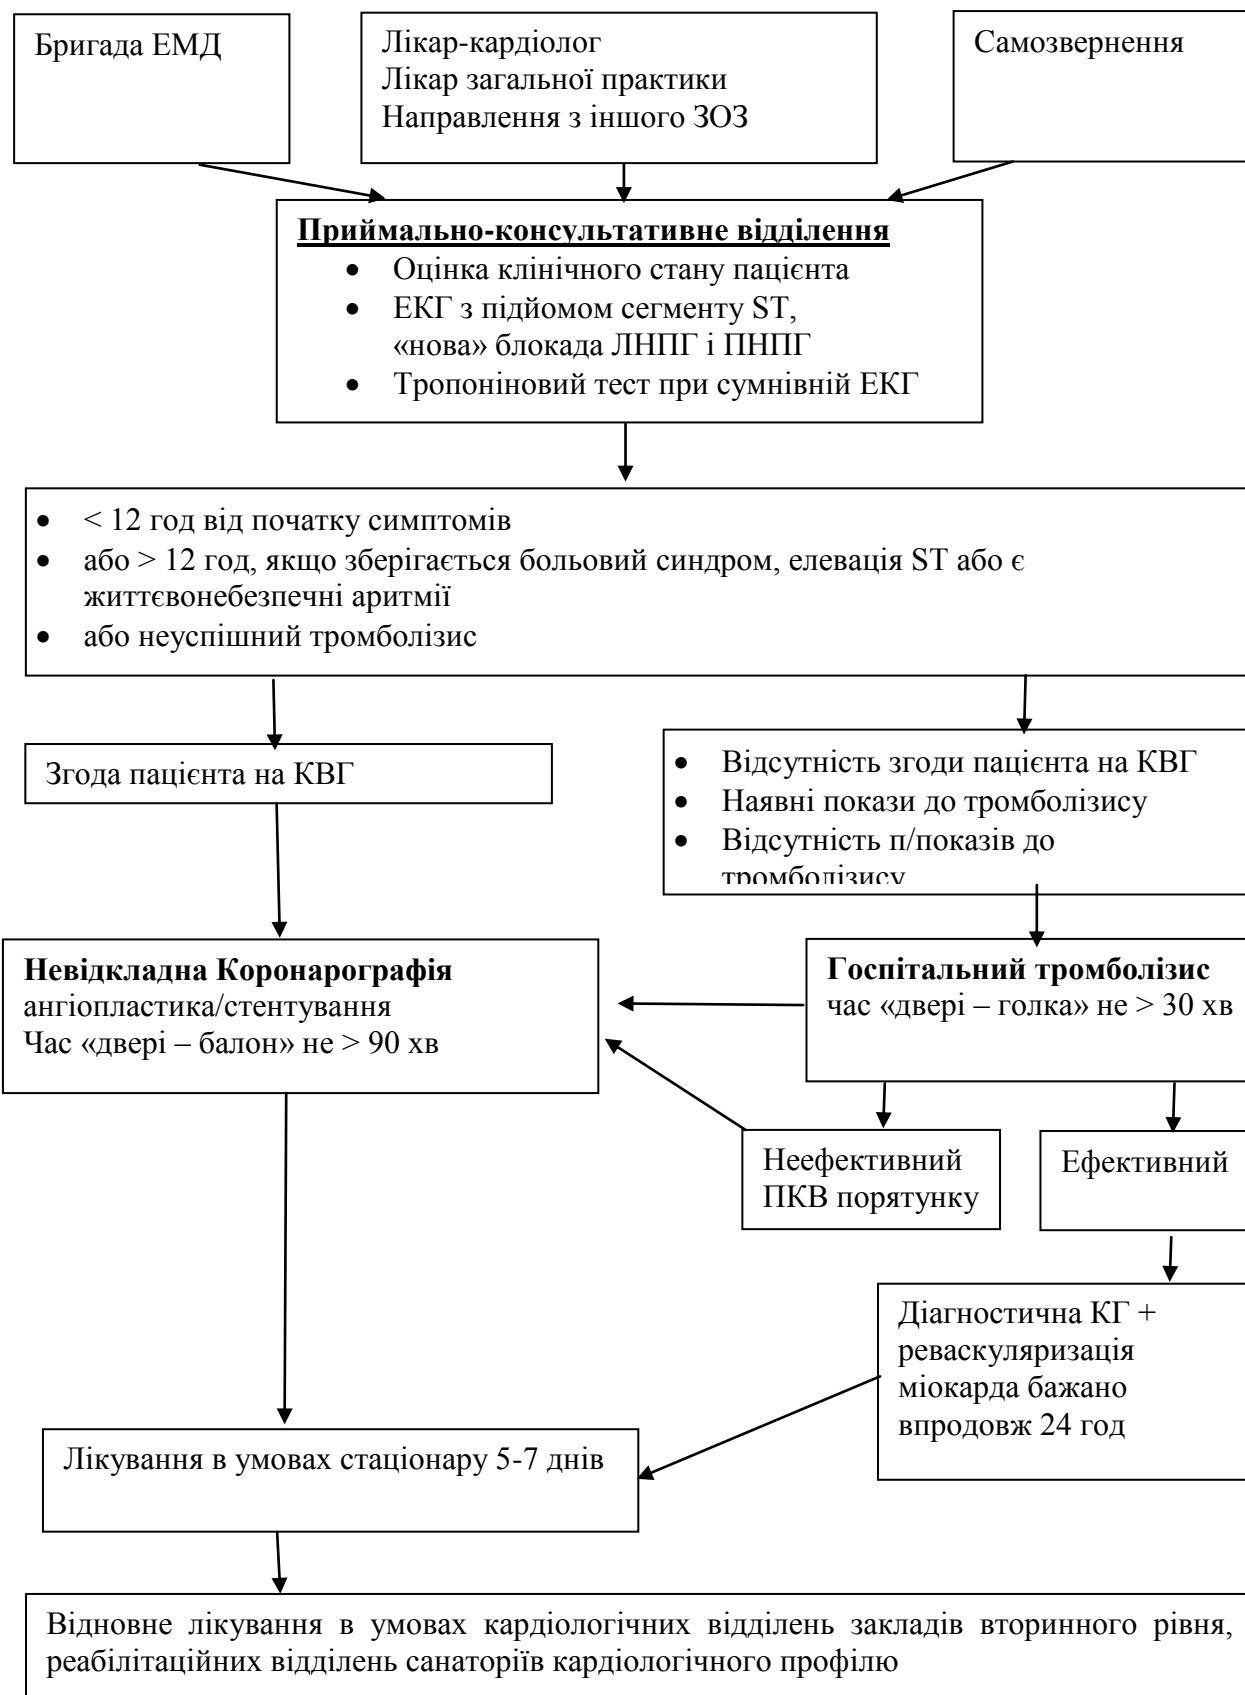 Бригада ЕМД
Лікар-кардіолог
Лікар загальної практики
Направлення з іншого ЗОЗ
Самозвернення
Приймально-консультативне відділення
• Оцінка клінічного стану пацієнта
• ЕКГ з підйомом сегменту ST,
«нова» блокада ЛНПГ і ПНПГ
• Тропоніновий тест при сумнівній ЕКГ
• < 12 год від початку симптомів
• або > 12 год, якщо зберігається больовий синдром, елевація ST або є
життєвонебезпечні аритмії
• або неуспішний тромболізис
Згода пацієнта на КВГ
• Відсутність згоди пацієнта на КВГ
• Наявні покази до тромболізису
• Відсутність п/показів до
тромболізису
Невідкладна Коронарографія
ангіопластика/стентування
Час «двері – балон» не > 90 хв
Госпітальний тромболізис
час «двері – голка» не > 30 хв
Неефективний
ПКВ порятунку
Ефективний
Діагностична КГ +
реваскуляризація
міокарда бажано
впродовж 24 год
Лікування в умовах стаціонару 5-7 днів
Відновне лікування в умовах кардіологічних відділень закладів вторинного рівня,
реабілітаційних відділень санаторіїв кардіологічного профілю